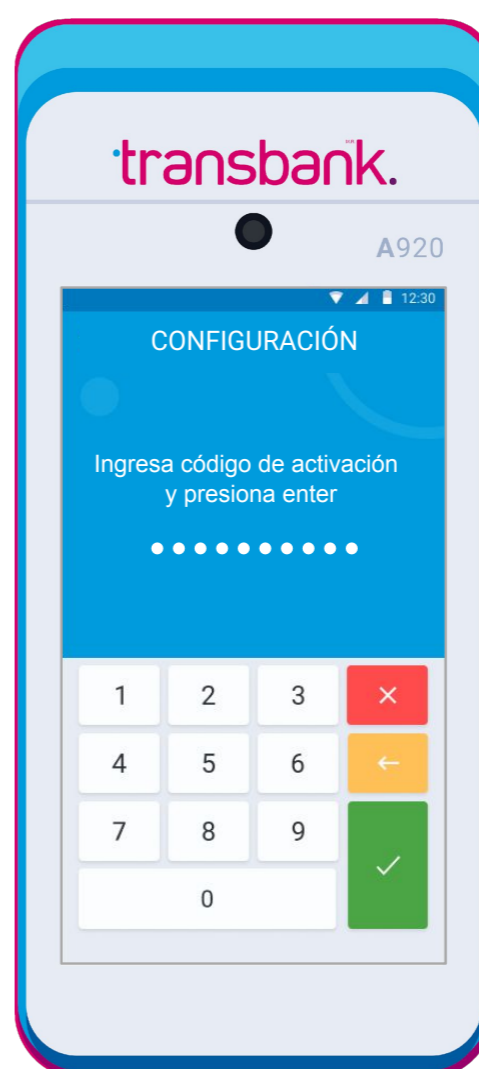 transbank.
A920
12:30
CONFIGURACIÓN
Ingresa código de activación
y presiona enter
1 2 3
4 5 6
7 8 9
0